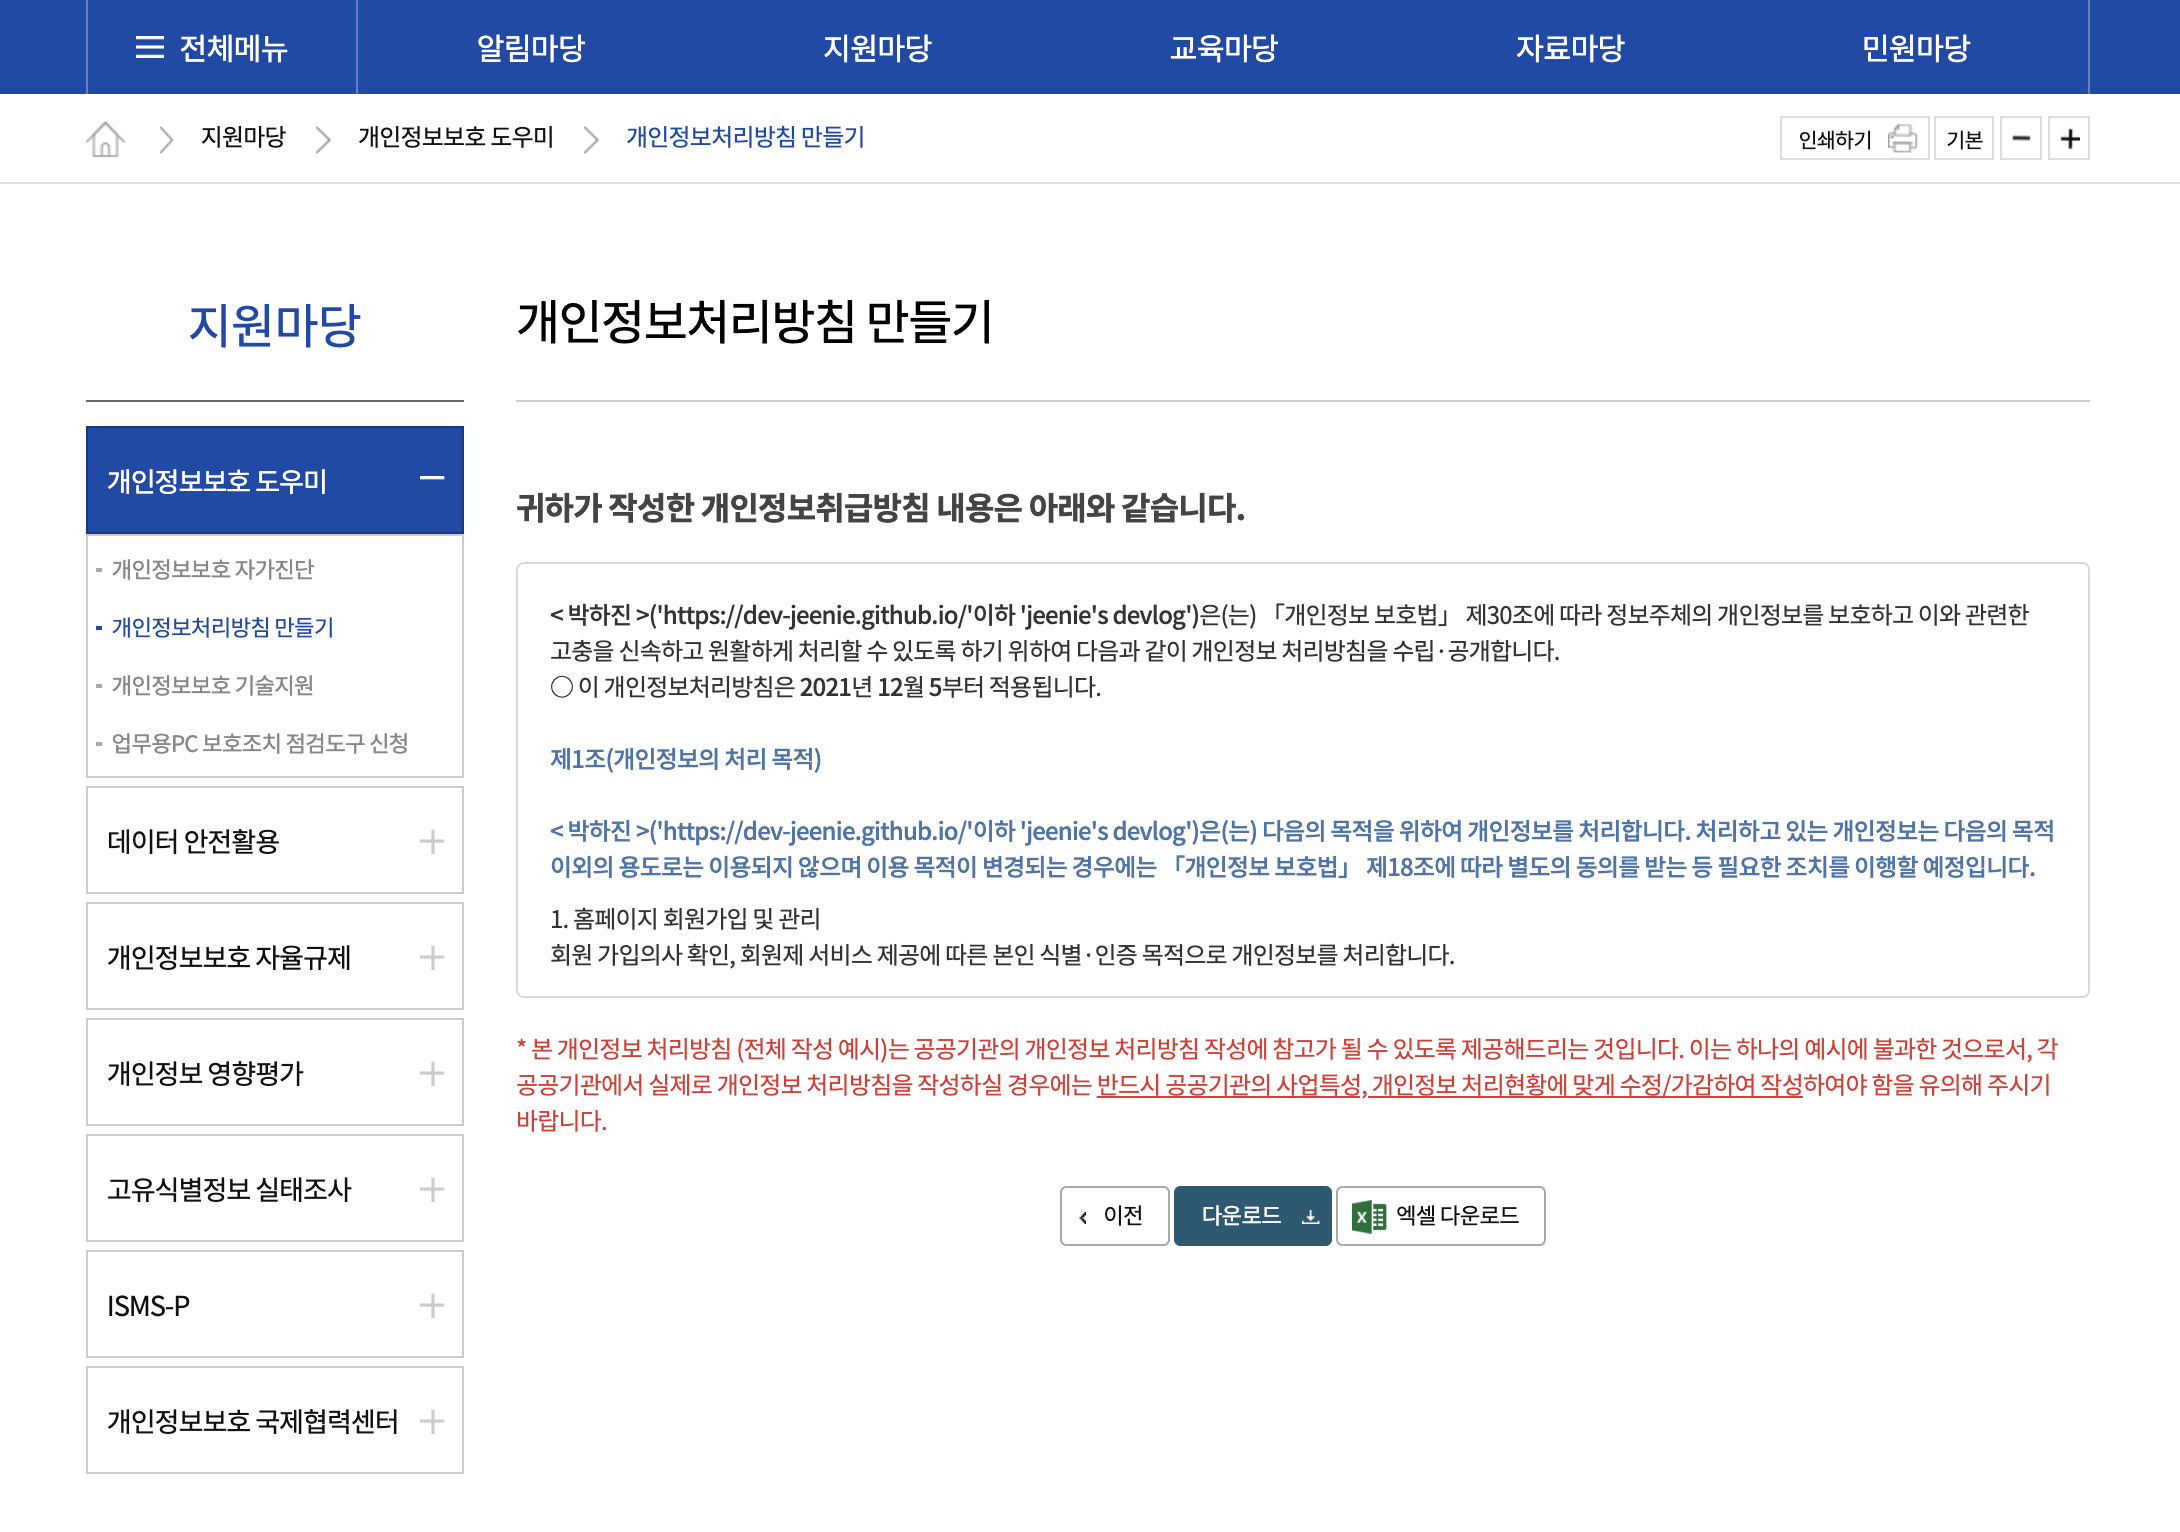 전체메뉴 알림마당 지원마당 교육마당 자료마당 민원마당
지원마당 개인정보보호 도우미 개인정보처리방침 만들기 인쇄하기 기본 − +
지원마당
개인정보보호 도우미
- 개인정보보호 자가진단
- 개인정보처리방침 만들기
- 개인정보보호 기술지원
- 업무용PC 보호조치 점검도구 신청
데이터 안전활용
개인정보보호 자율규제
개인정보 영향평가
고유식별정보 실태조사
ISMS-P
개인정보보호 국제협력센터
개인정보처리방침 만들기
귀하가 작성한 개인정보취급방침 내용은 아래와 같습니다.
< 박하진 >('https://dev-jeenie.github.io/'이하 'jeenie's devlog')은(는) 「개인정보 보호법」 제30조에 따라 정보주체의 개인정보를 보호하고 이와 관련한
고충을 신속하고 원활하게 처리할 수 있도록 하기 위하여 다음과 같이 개인정보 처리방침을 수립·공개합니다.
○ 이 개인정보처리방침은 2021년 12월 5부터 적용됩니다.
제1조(개인정보의 처리 목적)
< 박하진 >('https://dev-jeenie.github.io/'이하 'jeenie's devlog')은(는) 다음의 목적을 위하여 개인정보를 처리합니다. 처리하고 있는 개인정보는 다음의 목적
이외의 용도로는 이용되지 않으며 이용 목적이 변경되는 경우에는 「개인정보 보호법」 제18조에 따라 별도의 동의를 받는 등 필요한 조치를 이행할 예정입니다.
1. 홈페이지 회원가입 및 관리
회원 가입의사 확인, 회원제 서비스 제공에 따른 본인 식별·인증 목적으로 개인정보를 처리합니다.
* 본 개인정보 처리방침 (전체 작성 예시)는 공공기관의 개인정보 처리방침 작성에 참고가 될 수 있도록 제공해드리는 것입니다. 이는 하나의 예시에 불과한 것으로서, 각
공공기관에서 실제로 개인정보 처리방침을 작성하실 경우에는 반드시 공공기관의 사업특성, 개인정보 처리현황에 맞게 수정/가감하여 작성하여야 함을 유의해 주시기
바랍니다.
이전 다운로드 엑셀 다운로드